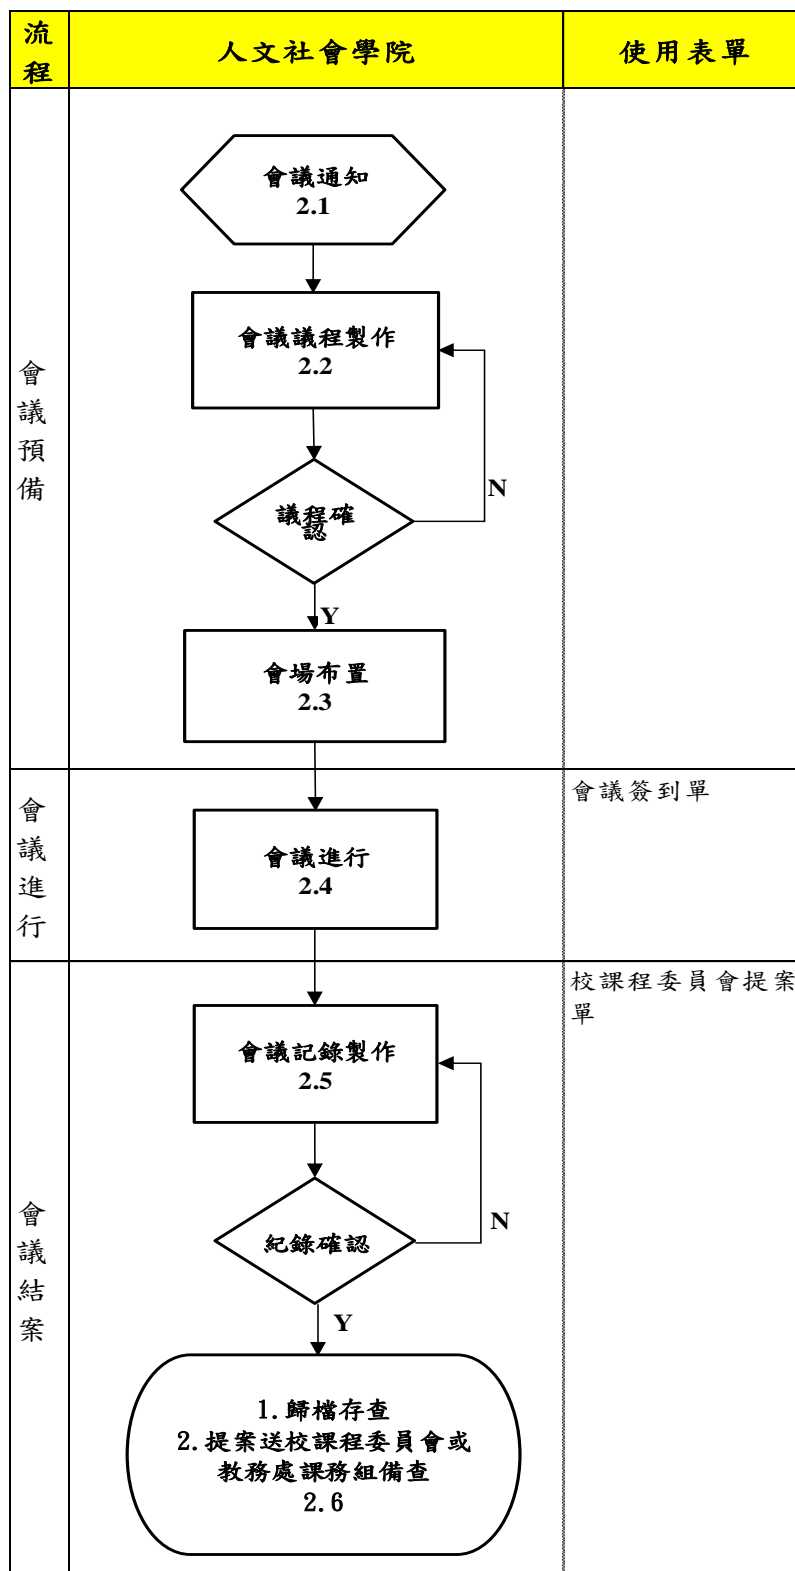 流
程
人文社會學院
使用表單
會
議
預
備
會議通知
2.1
會議議程製作
2.2
N
議程確
認
Y
會場布置
2.3
會
議
進
行
會議簽到單
會議進行
2.4
會
議
結
案
校課程委員會提案
單
會議記錄製作
2.5
N
紀錄確認
Y
1.歸檔存查
2.提案送校課程委員會或
教務處課務組備查
2.6